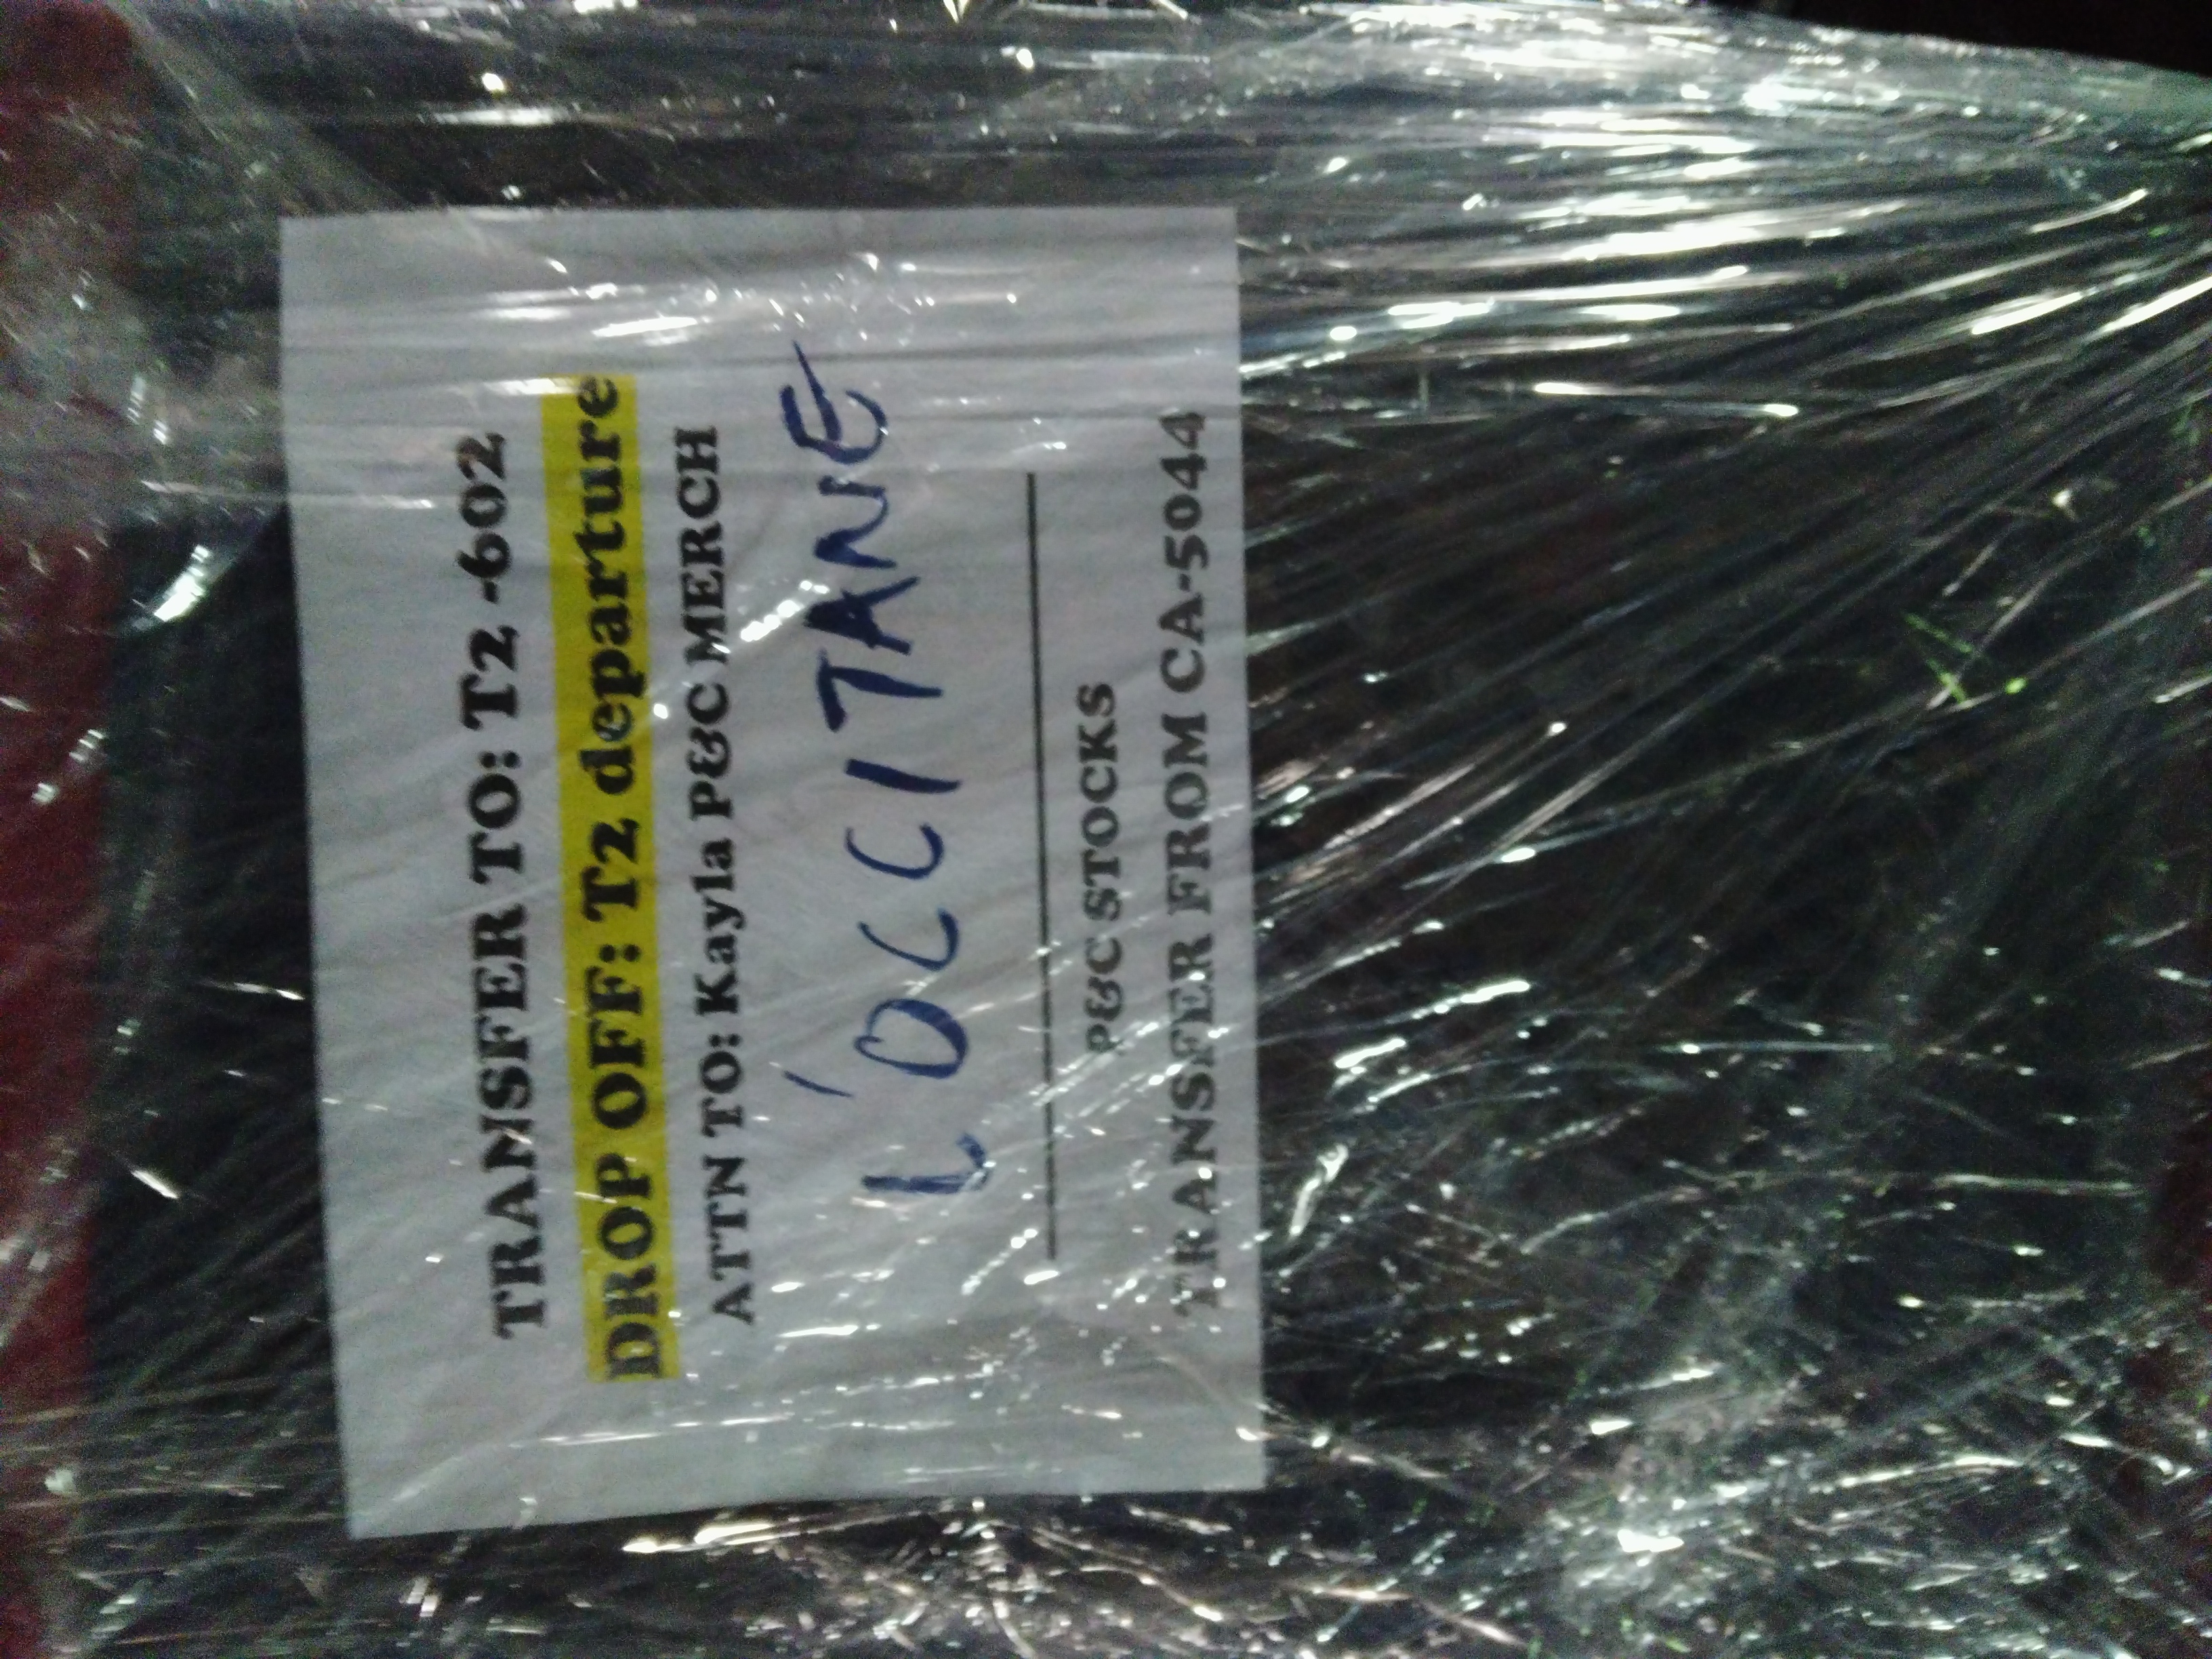 TRANSFER TO: T2 -602
DROP OFF: T2 departure
ATTN TO: Kayla P&C MERCH
L'OCCITANE
P&C STOCKS
TRANSFER FROM CA-5044